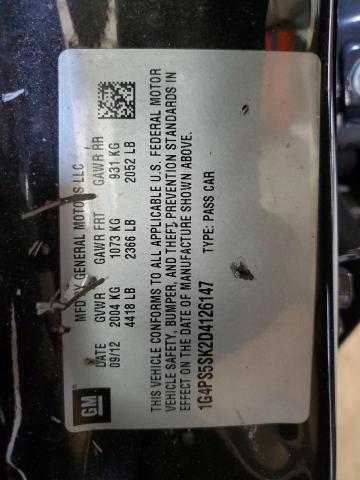 MFD BY GENERAL MOTORS LLC
DATE GVWR GAWR FRT GAWR RR
09/12 2004 KG 1073 KG 931 KG
4418 LB 2366 LB 2052 LB
GM
THIS VEHICLE CONFORMS TO ALL APPLICABLE U.S. FEDERAL MOTOR
VEHICLE SAFETY, BUMPER, AND THEFT PREVENTION STANDARDS IN
EFFECT ON THE DATE OF MANUFACTURE SHOWN ABOVE.
1G4PS5SK2D4126147 TYPE: PASS CAR